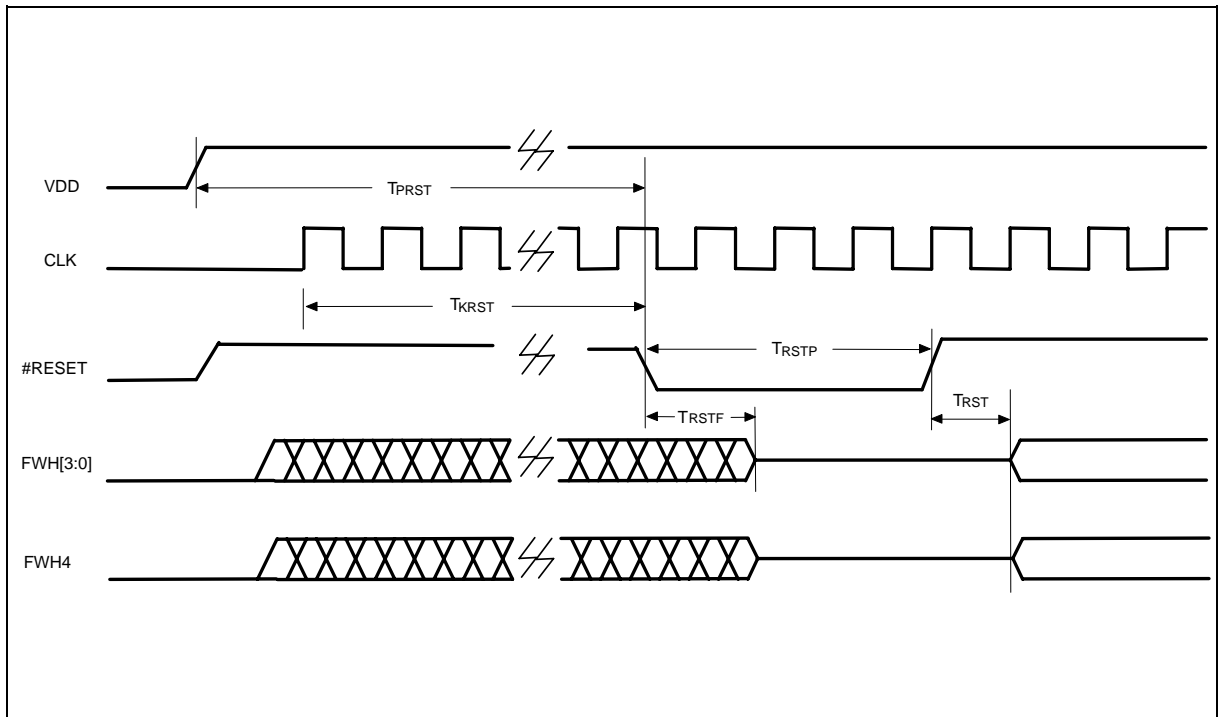 VDD
TPRST
CLK
TKRST
#RESET
TRSTP
TRST
TRSTF
FWH[3:0]
FWH4